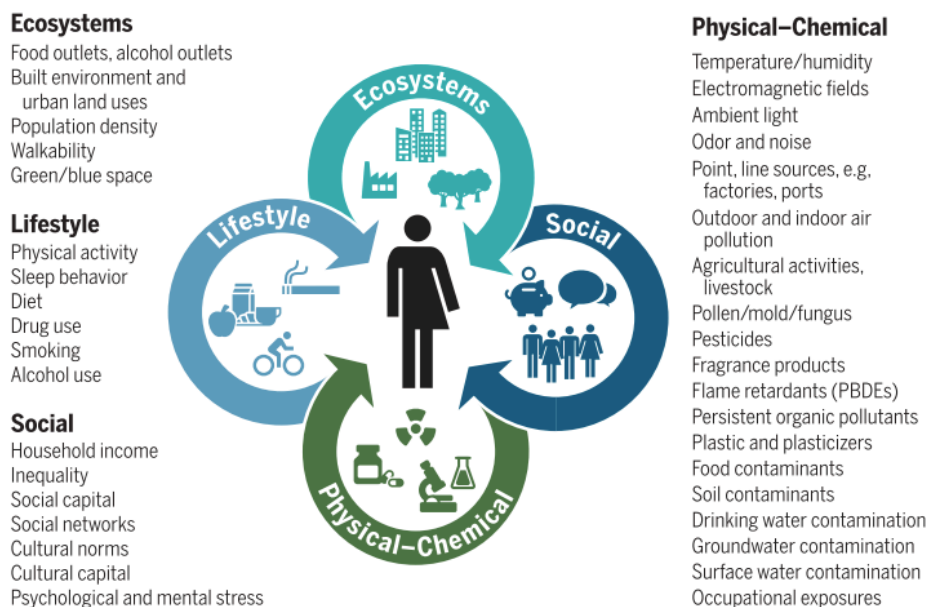 Ecosystems
Food outlets, alcohol outlets
Built environment and
urban land uses
Population density
Walkability
Green/blue space
Lifestyle
Physical activity
Sleep behavior
Diet
Drug use
Smoking
Alcohol use
Social
Household income
Inequality
Social capital
Social networks
Cultural norms
Cultural capital
Psychological and mental stress
Ecosystems
Lifestyle
Social
Physical–Chemical
Physical–Chemical
Temperature/humidity
Electromagnetic fields
Ambient light
Odor and noise
Point, line sources, e.g,
factories, ports
Outdoor and indoor air
pollution
Agricultural activities,
livestock
Pollen/mold/fungus
Pesticides
Fragrance products
Flame retardants (PBDEs)
Persistent organic pollutants
Plastic and plasticizers
Food contaminants
Soil contaminants
Drinking water contamination
Groundwater contamination
Surface water contamination
Occupational exposures